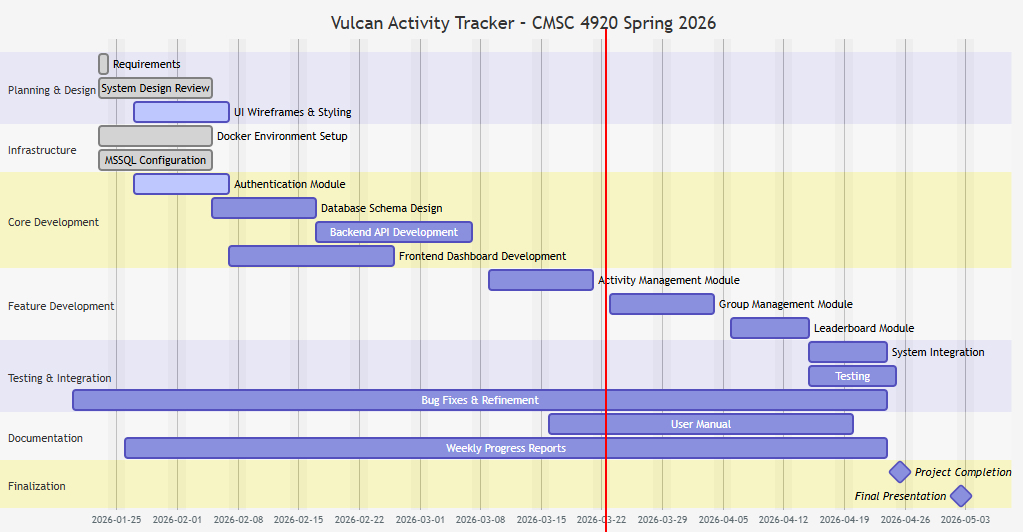 Vulcan Activity Tracker - CMSC 4920 Spring 2026
Planning & Design
Requirements
System Design Review
UI Wireframes & Styling
Infrastructure
Docker Environment Setup
MSSQL Configuration
Core Development
Authentication Module
Database Schema Design
Backend API Development
Frontend Dashboard Development
Feature Development
Activity Management Module
Group Management Module
Leaderboard Module
Testing & Integration
System Integration
Testing
Bug Fixes & Refinement
Documentation
User Manual
Weekly Progress Reports
Finalization
Project Completion
Final Presentation
2026-01-25 2026-02-01 2026-02-08 2026-02-15 2026-02-22 2026-03-01 2026-03-08 2026-03-15 2026-03-22 2026-03-29 2026-04-05 2026-04-12 2026-04-19 2026-04-26 2026-05-03